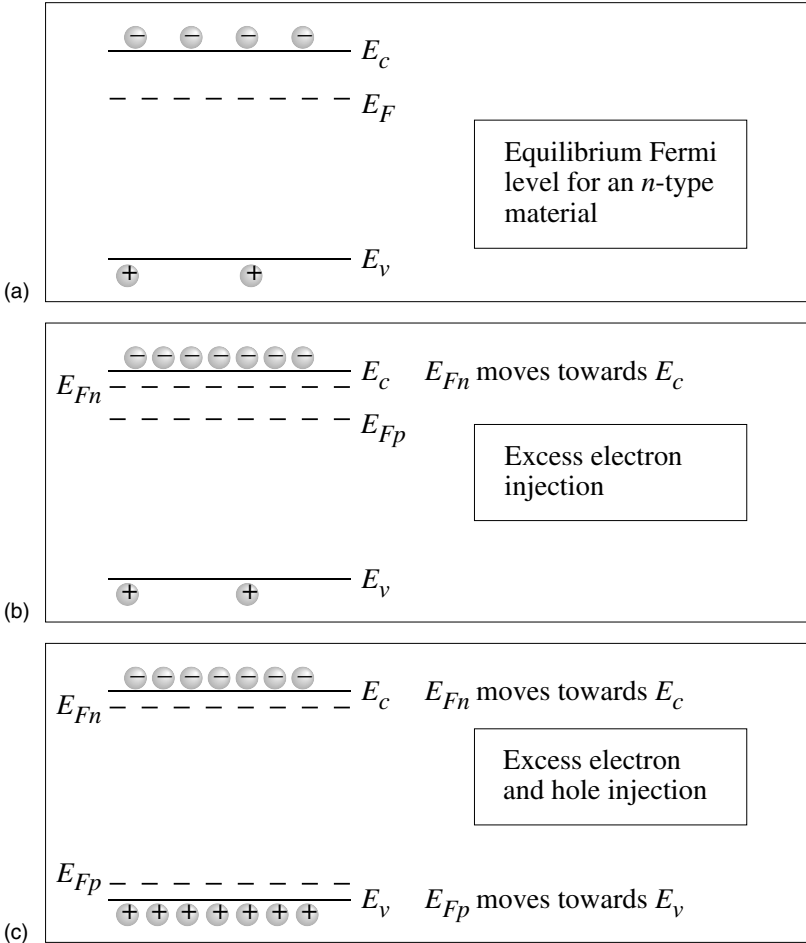 − − − −
E_c
E_F
Equilibrium Fermi
level for an n-type
material
E_v
+ +
(a)
− − − − − − −
E_c E_Fn moves towards E_c
E_Fn
E_Fp
Excess electron
injection
E_v
+ +
(b)
− − − − − − −
E_c E_Fn moves towards E_c
E_Fn
Excess electron
and hole injection
E_Fp
E_v E_Fp moves towards E_v
+ + + + + + +
(c)